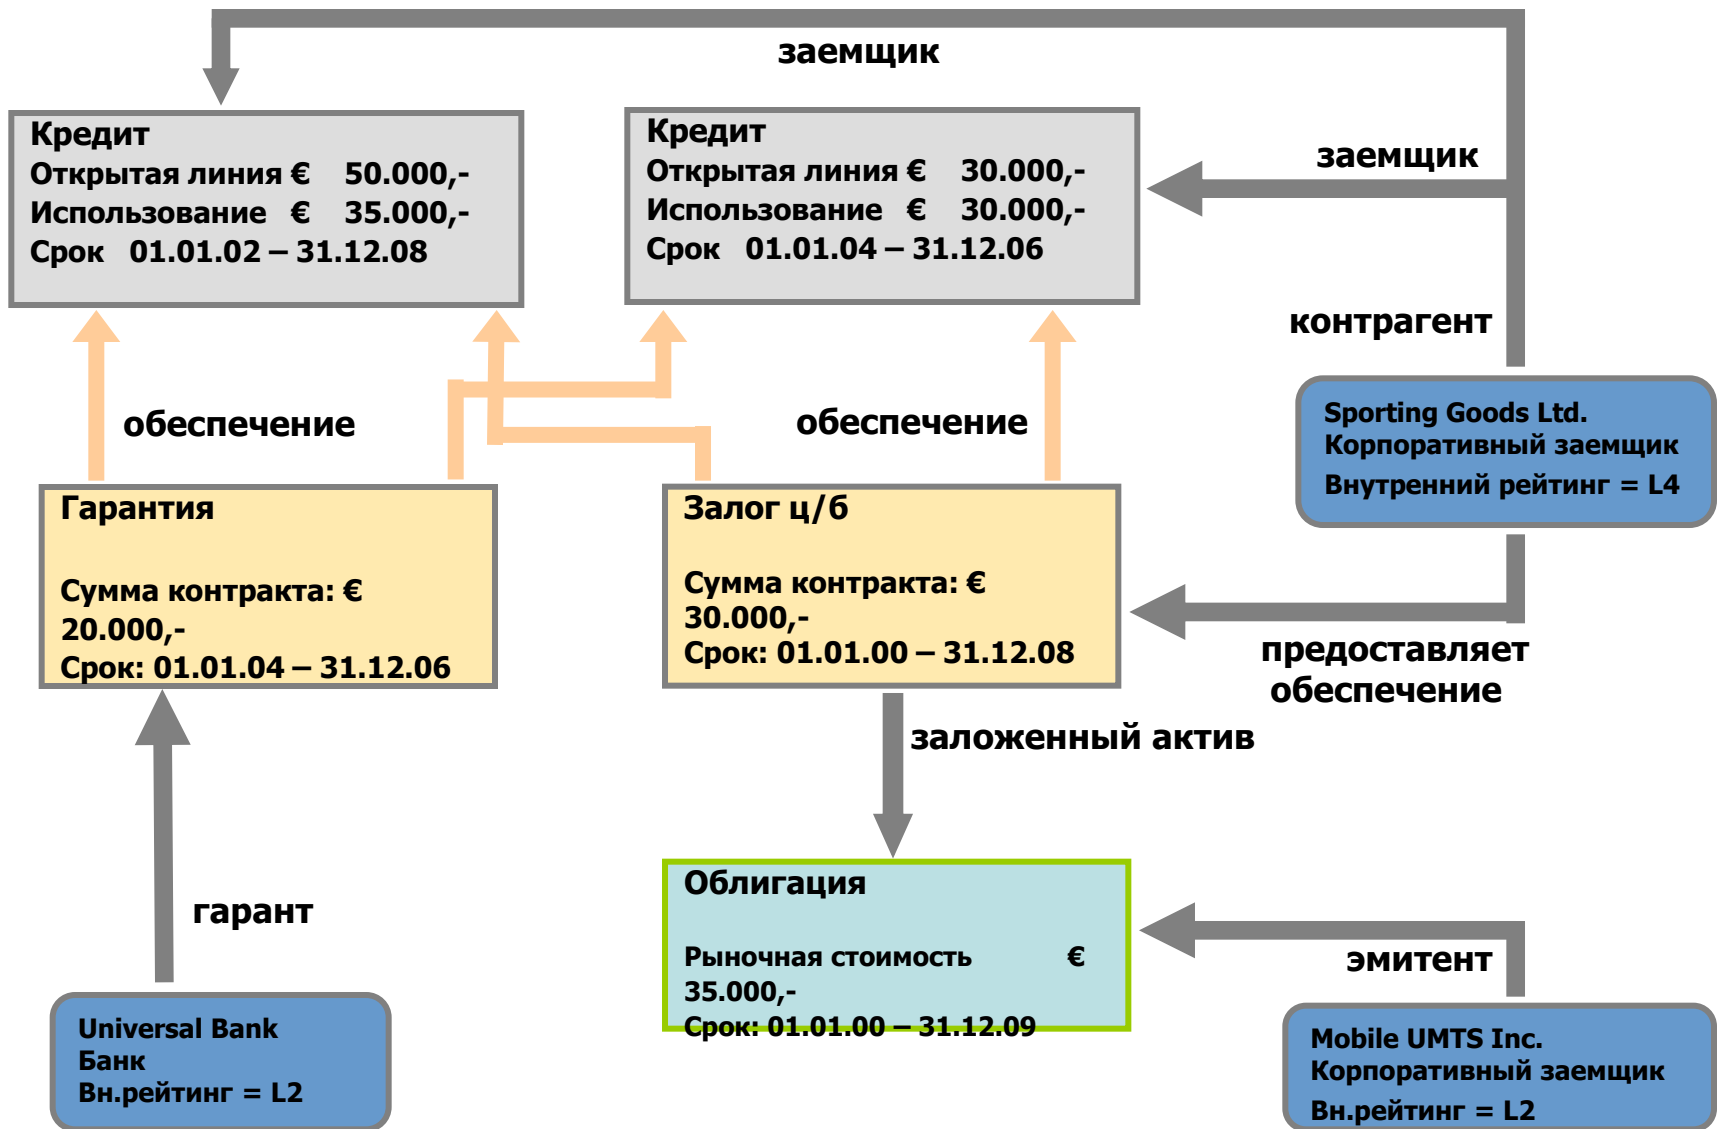 заемщик
Кредит
Открытая линия € 50.000,-
Использование € 35.000,-
Срок 01.01.02 – 31.12.08
Кредит
Открытая линия € 30.000,-
Использование € 30.000,-
Срок 01.01.04 – 31.12.06
заемщик
контрагент
обеспечение
обеспечение
Sporting Goods Ltd.
Корпоративный заемщик
Внутренний рейтинг = L4
Гарантия
Сумма контракта: €
20.000,-
Срок: 01.01.04 – 31.12.06
Залог ц/б
Сумма контракта: €
30.000,-
Срок: 01.01.00 – 31.12.08
предоставляет
обеспечение
заложенный актив
гарант
Облигация
Рыночная стоимость €
35.000,-
Срок: 01.01.00 – 31.12.09
эмитент
Universal Bank
Банк
Вн.рейтинг = L2
Mobile UMTS Inc.
Корпоративный заемщик
Вн.рейтинг = L2